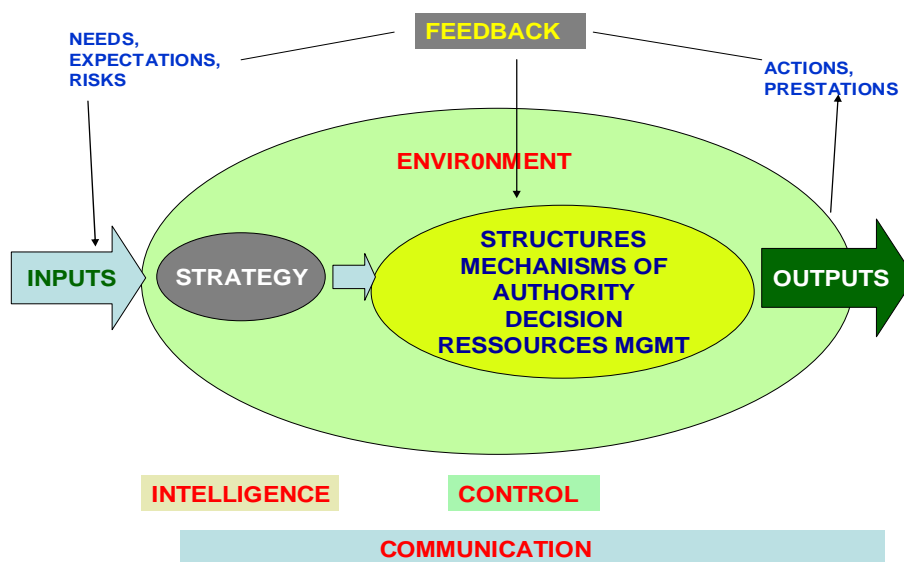 FEEDBACK
NEEDS,
EXPECTATIONS,
RISKS
ACTIONS,
PRESTATIONS
ENVIR0NMENT
INPUTS
STRATEGY
STRUCTURES
MECHANISMS OF
AUTHORITY
DECISION
RESSOURCES MGMT
OUTPUTS
INTELLIGENCE
CONTROL
COMMUNICATION